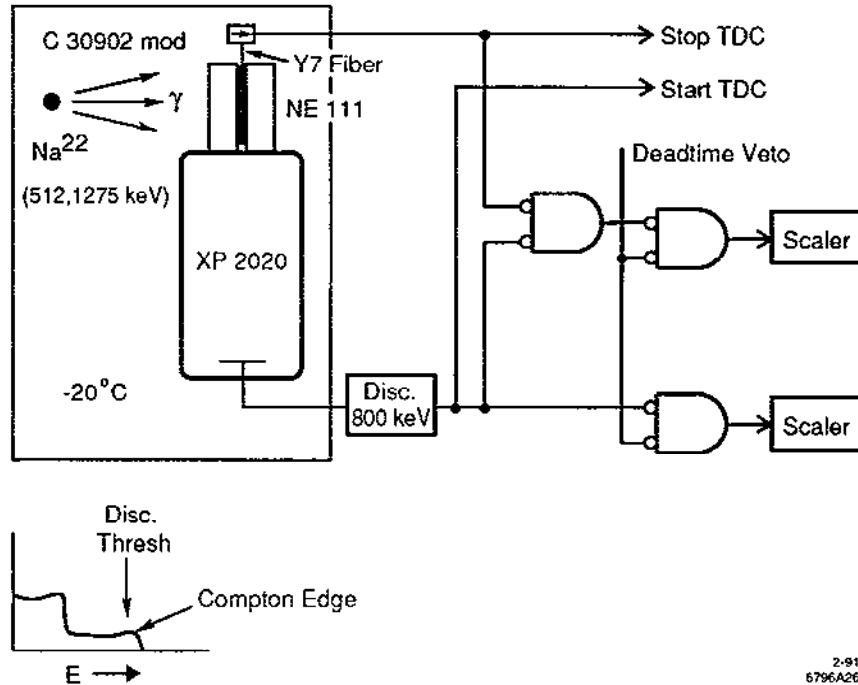 C 30902 mod
Y7 Fiber
γ
NE 111
Na²²
(512,1275 keV)
XP 2020
-20°C
Stop TDC
Start TDC
Deadtime Veto
Scaler
Disc.
800 keV
Scaler
Disc.
Thresh
Compton Edge
E
2-91
6796A26